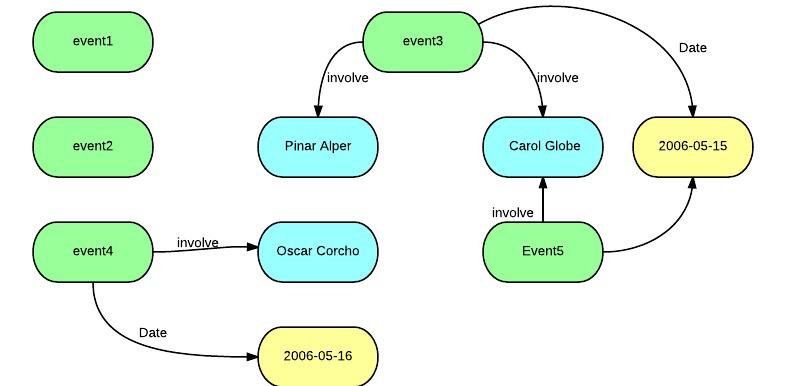 event1
event3
Date
involve
involve
event2
Pinar Alper
Carol Globe
2006-05-15
involve
event4
involve
Oscar Corcho
Event5
Date
2006-05-16